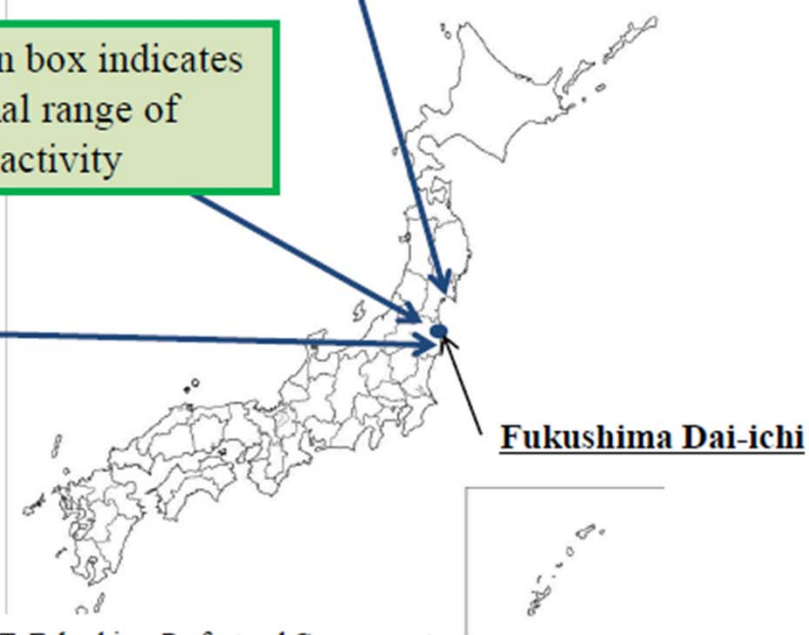 n box indicates
al range of
activity
Fukushima Dai-ichi